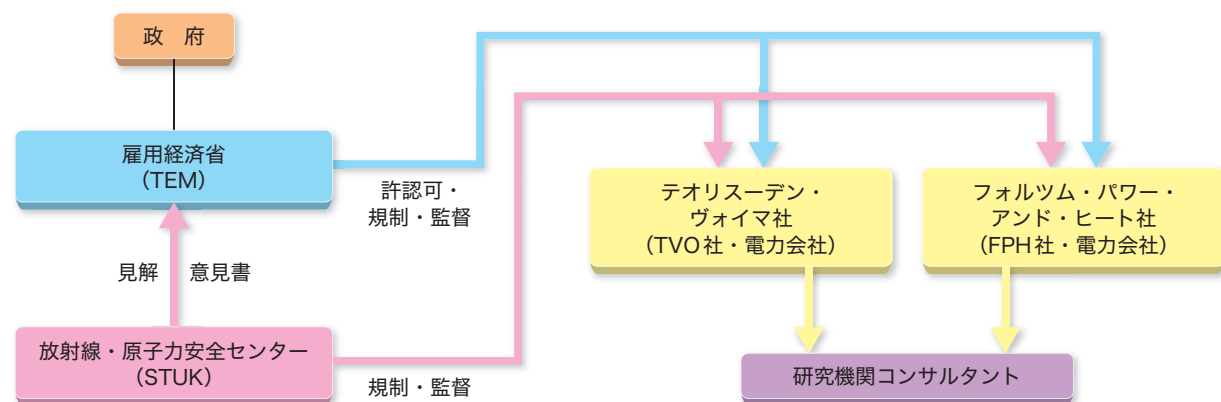 政　府
雇用経済省
（TEM）
許認可・
規制・監督
テオリスーデン・
ヴォイマ社
（TVO社・電力会社）
フォルツム・パワー・
アンド・ヒート社
（FPH社・電力会社）
見解　意見書
放射線・原子力安全センター
（STUK）
規制・監督
研究機関コンサルタント